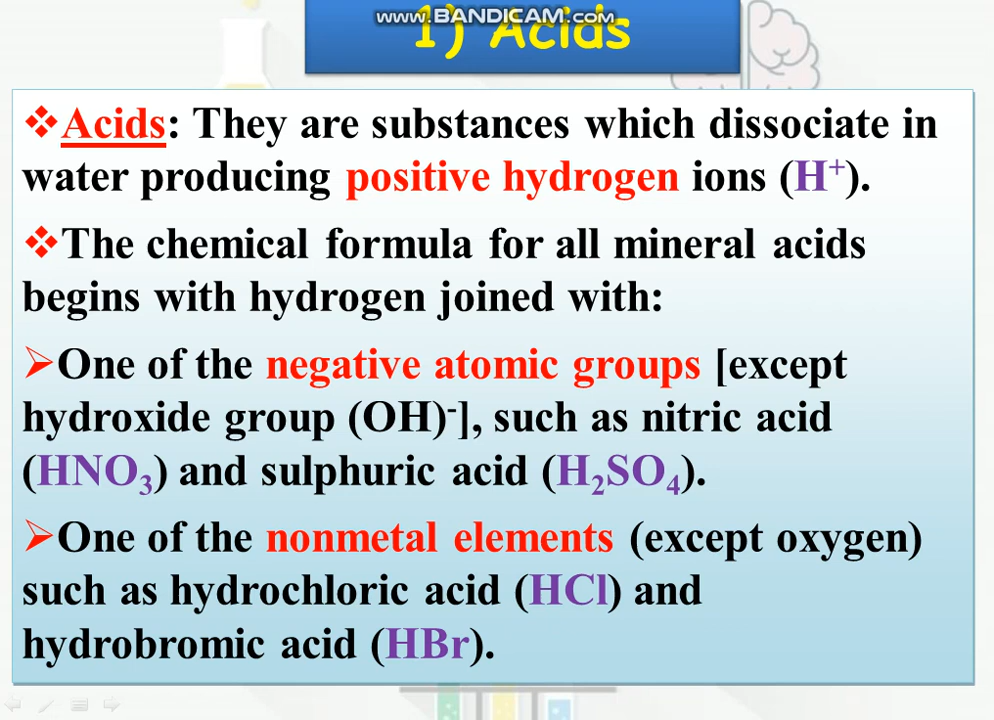 www.BANDICAM.com
1) Acids
❖Acids: They are substances which dissociate in
water producing positive hydrogen ions (H⁺).
❖The chemical formula for all mineral acids
begins with hydrogen joined with:
➢One of the negative atomic groups [except
hydroxide group (OH)⁻], such as nitric acid
(HNO₃) and sulphuric acid (H₂SO₄).
➢One of the nonmetal elements (except oxygen)
such as hydrochloric acid (HCl) and
hydrobromic acid (HBr).